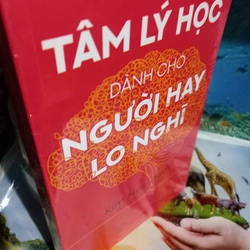 TÂM LÝ HỌC
DÀNH CHO
NGƯỜI HAY
LO NGHĨ